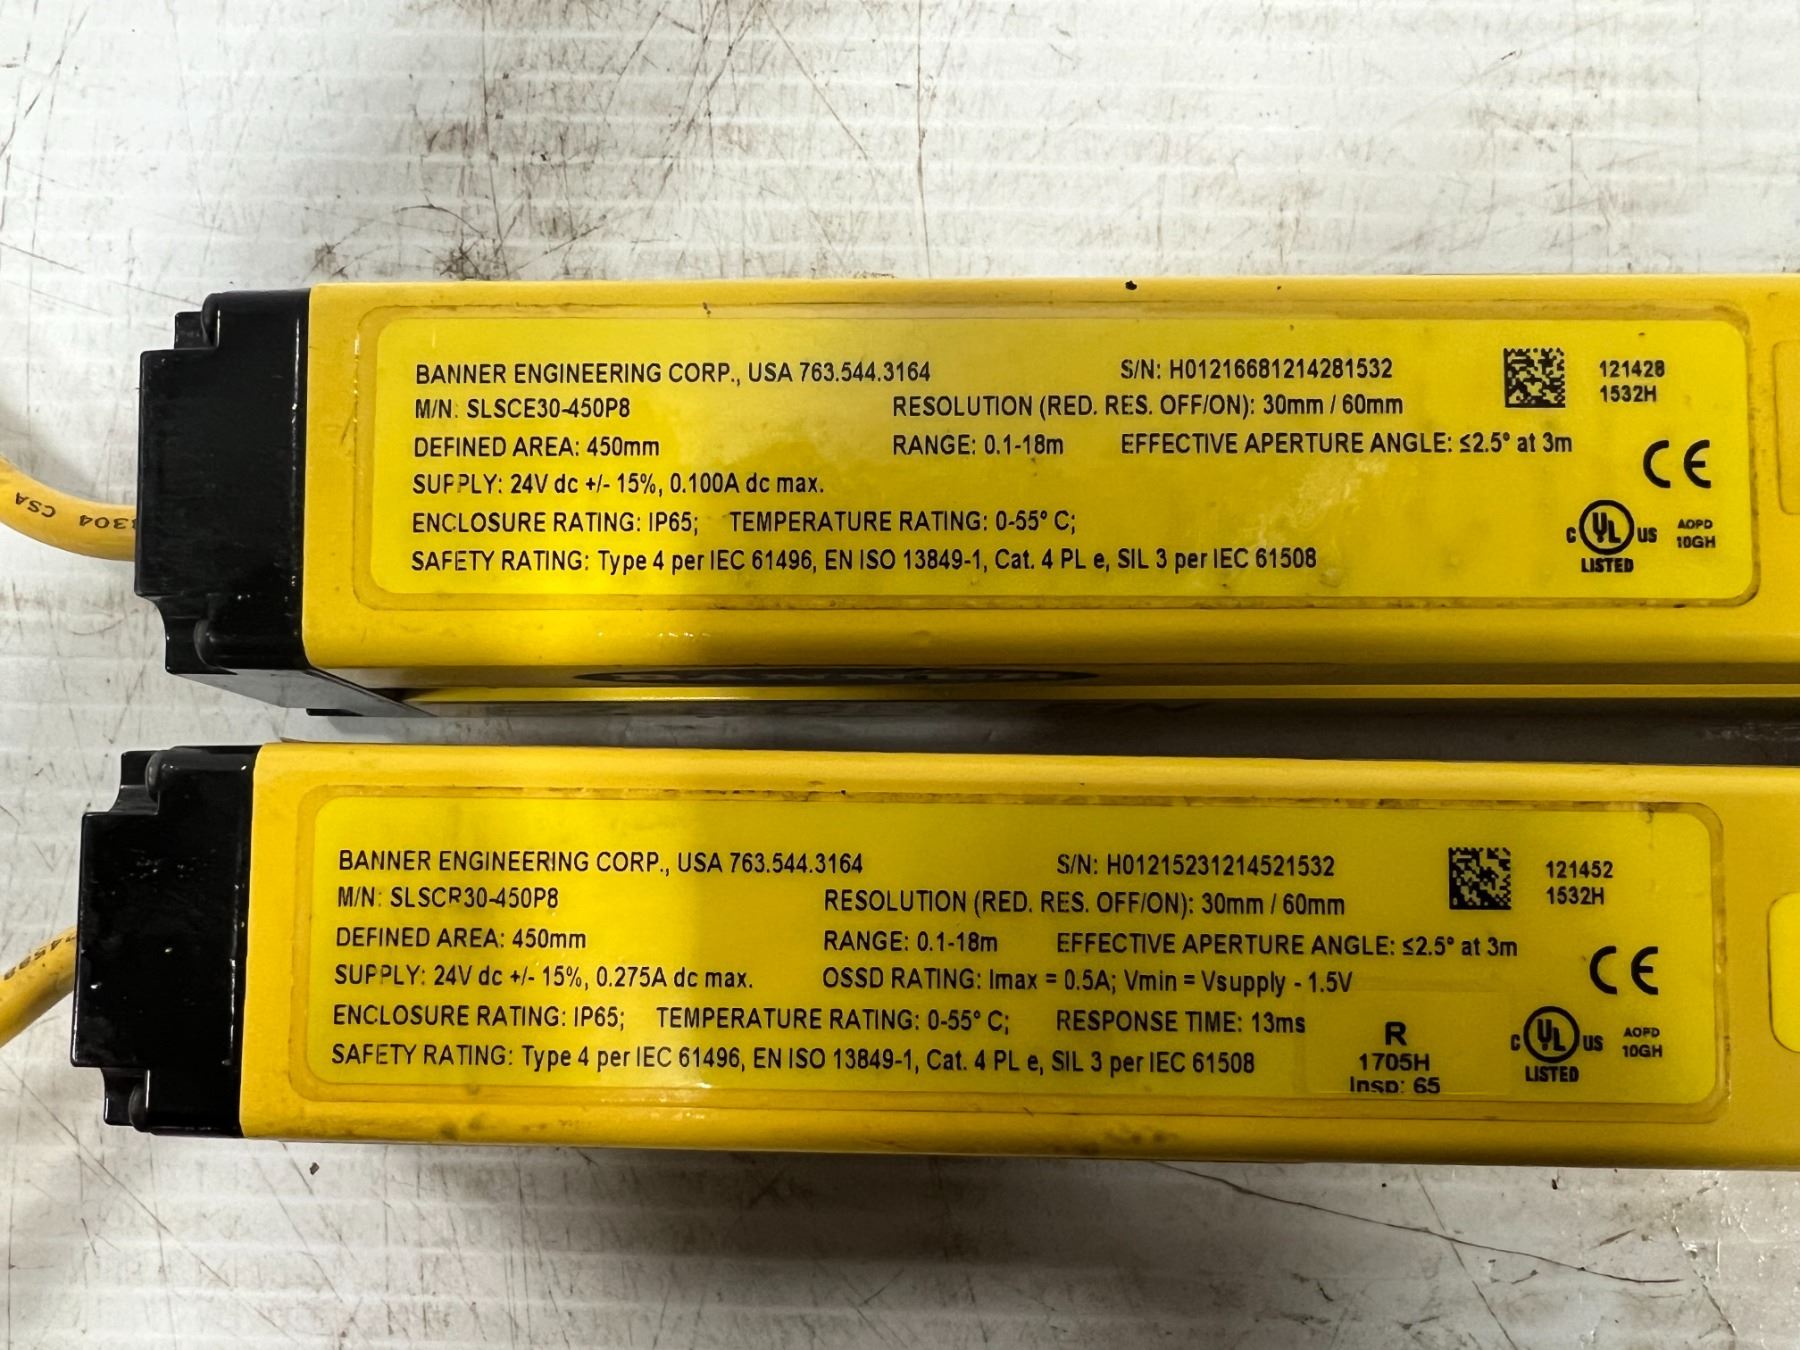 BANNER ENGINEERING CORP., USA 763.544.3164 S/N: H01216681214281532
121428
M/N: SLSCE30-450P8 RESOLUTION (RED. RES. OFF/ON): 30mm / 60mm
1532H
DEFINED AREA: 450mm RANGE: 0.1-18m EFFECTIVE APERTURE ANGLE: ≤2.5° at 3m
CE
SUPPLY: 24V dc +/- 15%, 0.100A dc max.
ENCLOSURE RATING: IP65; TEMPERATURE RATING: 0-55° C;
SAFETY RATING: Type 4 per IEC 61496, EN ISO 13849-1, Cat. 4 PL e, SIL 3 per IEC 61508
C UL US
LISTED
AOPD
10GH
CSA
BANNER ENGINEERING CORP., USA 763.544.3164 S/N: H01215231214521532
121452
M/N: SLSCR30-450P8 RESOLUTION (RED. RES. OFF/ON): 30mm / 60mm
1532H
DEFINED AREA: 450mm RANGE: 0.1-18m EFFECTIVE APERTURE ANGLE: ≤2.5° at 3m
CE
SUPPLY: 24V dc +/- 15%, 0.275A dc max. OSSD RATING: Imax = 0.5A; Vmin = Vsupply - 1.5V
ENCLOSURE RATING: IP65; TEMPERATURE RATING: 0-55° C; RESPONSE TIME: 13ms
SAFETY RATING: Type 4 per IEC 61496, EN ISO 13849-1, Cat. 4 PL e, SIL 3 per IEC 61508
R
1705H
Insp: 65
C UL US
LISTED
AOPD
10GH